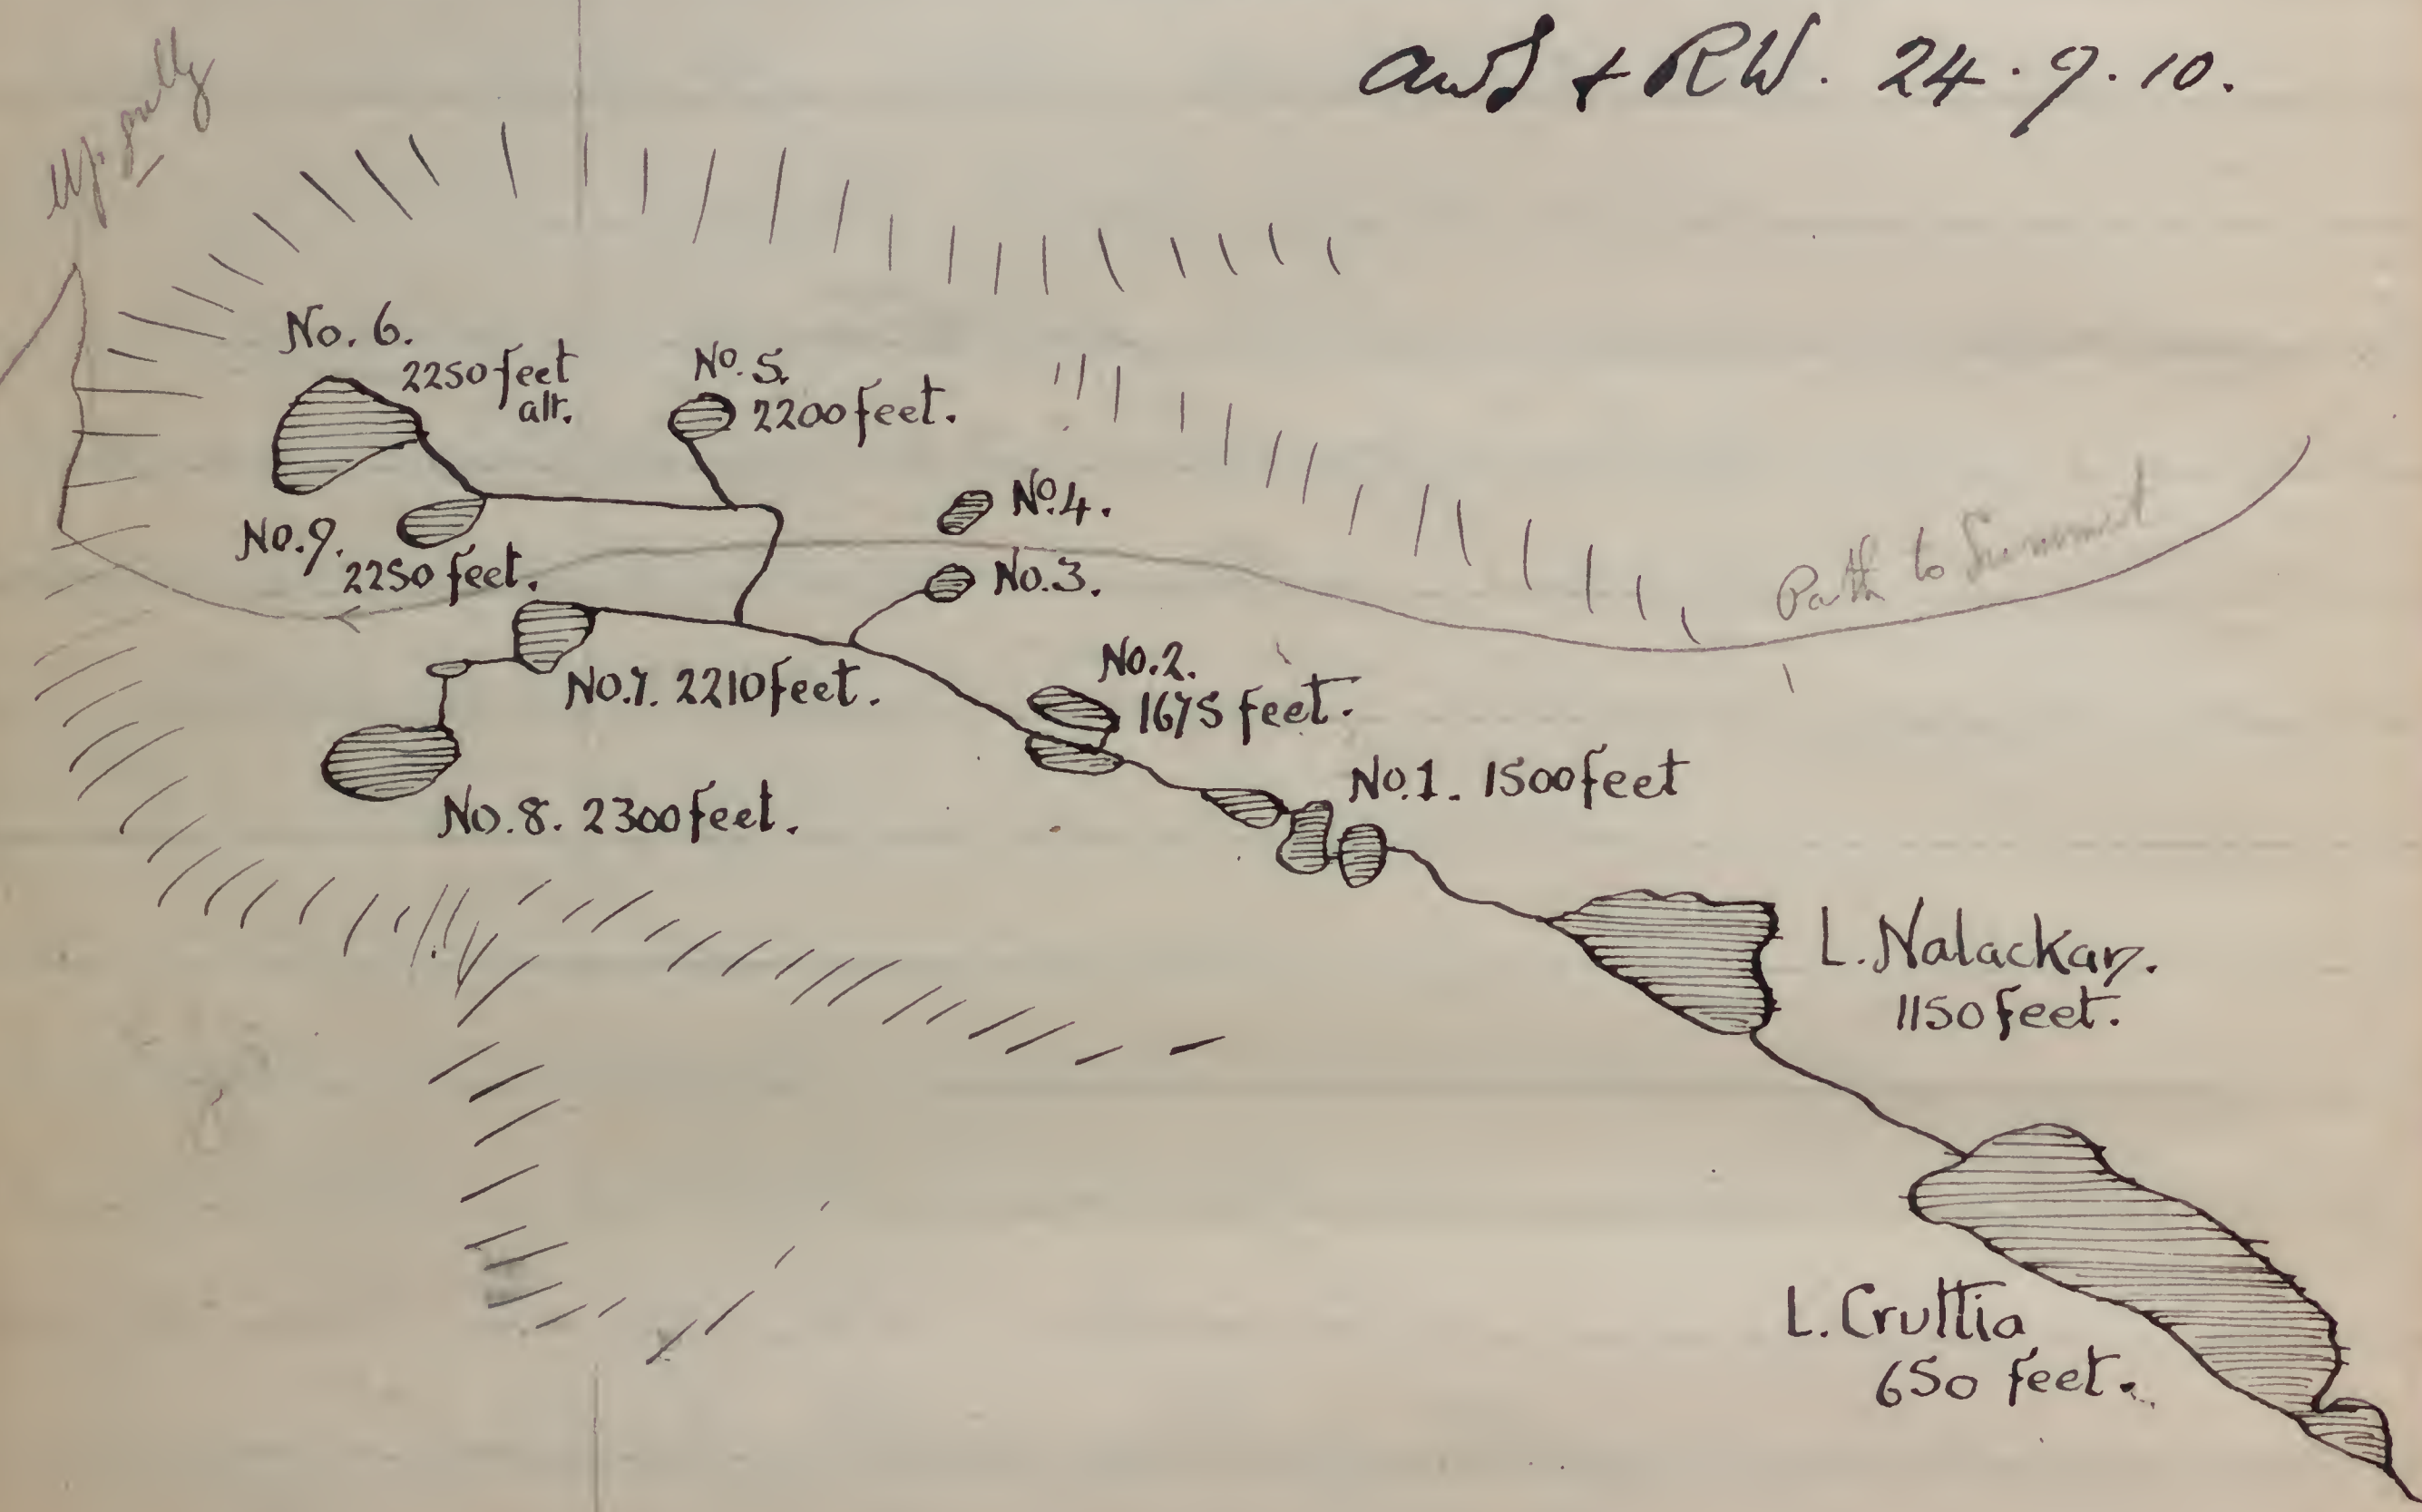 AWS + RW. 24.9.10.
No. 6.
2250 feet
alt.
No. 5.
2200 feet.
No. 4.
No. 9.
2250 feet.
No. 3.
Path to Summit
No. 7. 2210 feet.
No. 2.
1675 feet.
No. 1. 1500 feet
No. 8. 2300 feet.
L. Nalackan.
1150 feet.
L. Cruttia
650 feet.